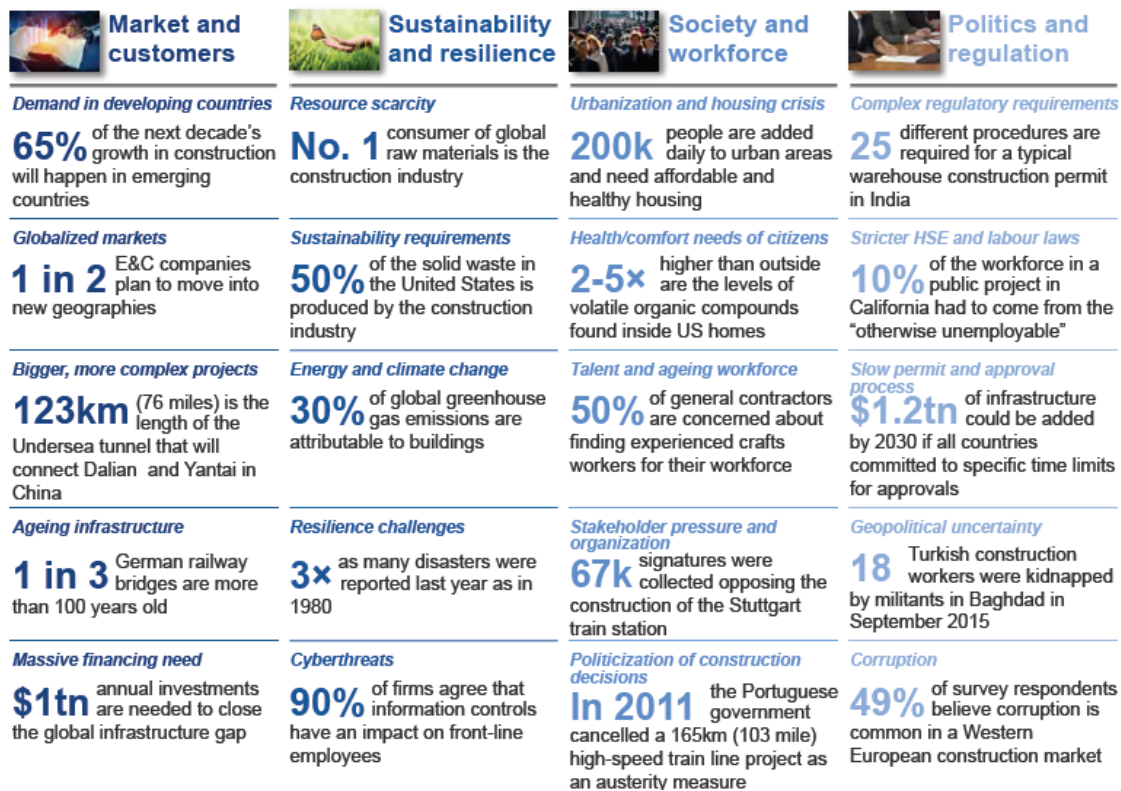 Market and
customers
Demand in developing countries
65% of the next decade's
growth in construction
will happen in emerging
countries
Globalized markets
1 in 2 E&C companies
plan to move into
new geographies
Bigger, more complex projects
123km (76 miles) is the
length of the
Undersea tunnel that will
connect Dalian and Yantai in
China
Ageing infrastructure
1 in 3 German railway
bridges are more
than 100 years old
Massive financing need
$1tn annual investments
are needed to close
the global infrastructure gap
Sustainability
and resilience
Resource scarcity
No. 1 consumer of global
raw materials is the
construction industry
Sustainability requirements
50% of the solid waste in
the United States is
produced by the construction
industry
Energy and climate change
30% of global greenhouse
gas emissions are
attributable to buildings
Resilience challenges
3× as many disasters were
reported last year as in
1980
Cyberthreats
90% of firms agree that
information controls
have an impact on front-line
employees
Society and
workforce
Urbanization and housing crisis
200k people are added
daily to urban areas
and need affordable and
healthy housing
Health/comfort needs of citizens
2-5× higher than outside
are the levels of
volatile organic compounds
found inside US homes
Talent and ageing workforce
50% of general contractors
are concerned about
finding experienced crafts
workers for their workforce
Stakeholder pressure and
organization
67k signatures were
collected opposing the
construction of the Stuttgart
train station
Politicization of construction
decisions
In 2011 the Portuguese
government
cancelled a 165km (103 mile)
high-speed train line project as
an austerity measure
Politics and
regulation
Complex regulatory requirements
25 different procedures are
required for a typical
warehouse construction permit
in India
Stricter HSE and labour laws
10% of the workforce in a
public project in
California had to come from the
“otherwise unemployable”
Slow permit and approval
process
$1.2tn of infrastructure
could be added
by 2030 if all countries
committed to specific time limits
for approvals
Geopolitical uncertainty
18 Turkish construction
workers were kidnapped
by militants in Baghdad in
September 2015
Corruption
49% of survey respondents
believe corruption is
common in a Western
European construction market